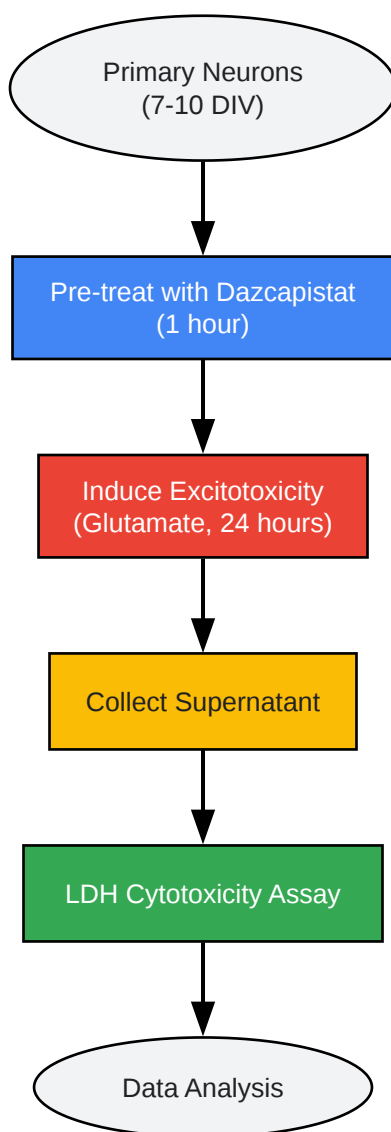 Primary Neurons
(7-10 DIV)
Pre-treat with Dazcapistat
(1 hour)
Induce Excitotoxicity
(Glutamate, 24 hours)
Collect Supernatant
LDH Cytotoxicity Assay
Data Analysis